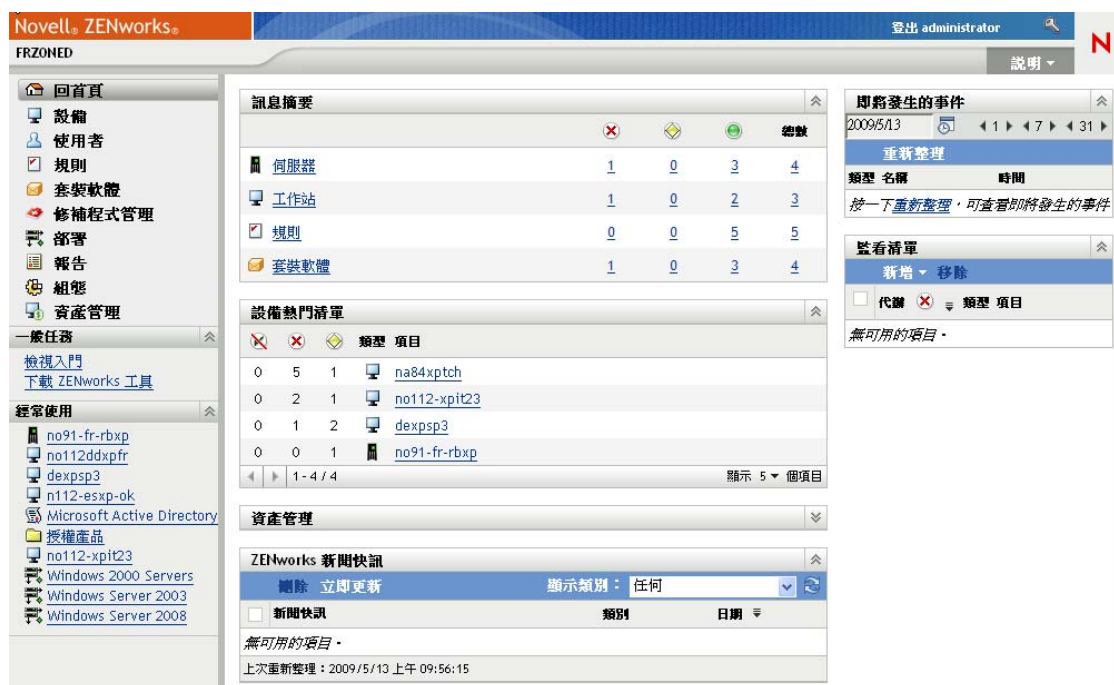 Novell® ZENworks®
登出 administrator
N
FRZONED
說明
回首頁
設備
使用者
規則
套裝軟體
修補程式管理
部署
報告
組態
資產管理
一般任務
檢視入門
下載 ZENworks 工具
經常使用
no91-fr-rbxp
no112ddxpfr
dexpsp3
n112-esxp-ok
Microsoft Active Directory
授權產品
no112-xpit23
Windows 2000 Servers
Windows Server 2003
Windows Server 2008
訊息摘要
總數
伺服器 1 0 3 4
工作站 1 0 2 3
規則 0 0 5 5
套裝軟體 1 0 3 4
設備熱門清單
類型 項目
0 5 1 na84xptch
0 2 1 no112-xpit23
0 1 2 dexpsp3
0 0 1 no91-fr-rbxp
1 - 4 / 4 顯示 5 個項目
資產管理
ZENworks 新聞快訊
刪除 立即更新 顯示類別： 任何
新聞快訊 類別 日期
無可用的項目。
上次重新整理：2009/5/13 上午 09:56:15
即將發生的事件
2009/5/13 1 7 31
重新整理
類型 名稱 時間
按一下重新整理，可查看即將發生的事件
監看清單
新增 移除
代辦 類型 項目
無可用的項目。